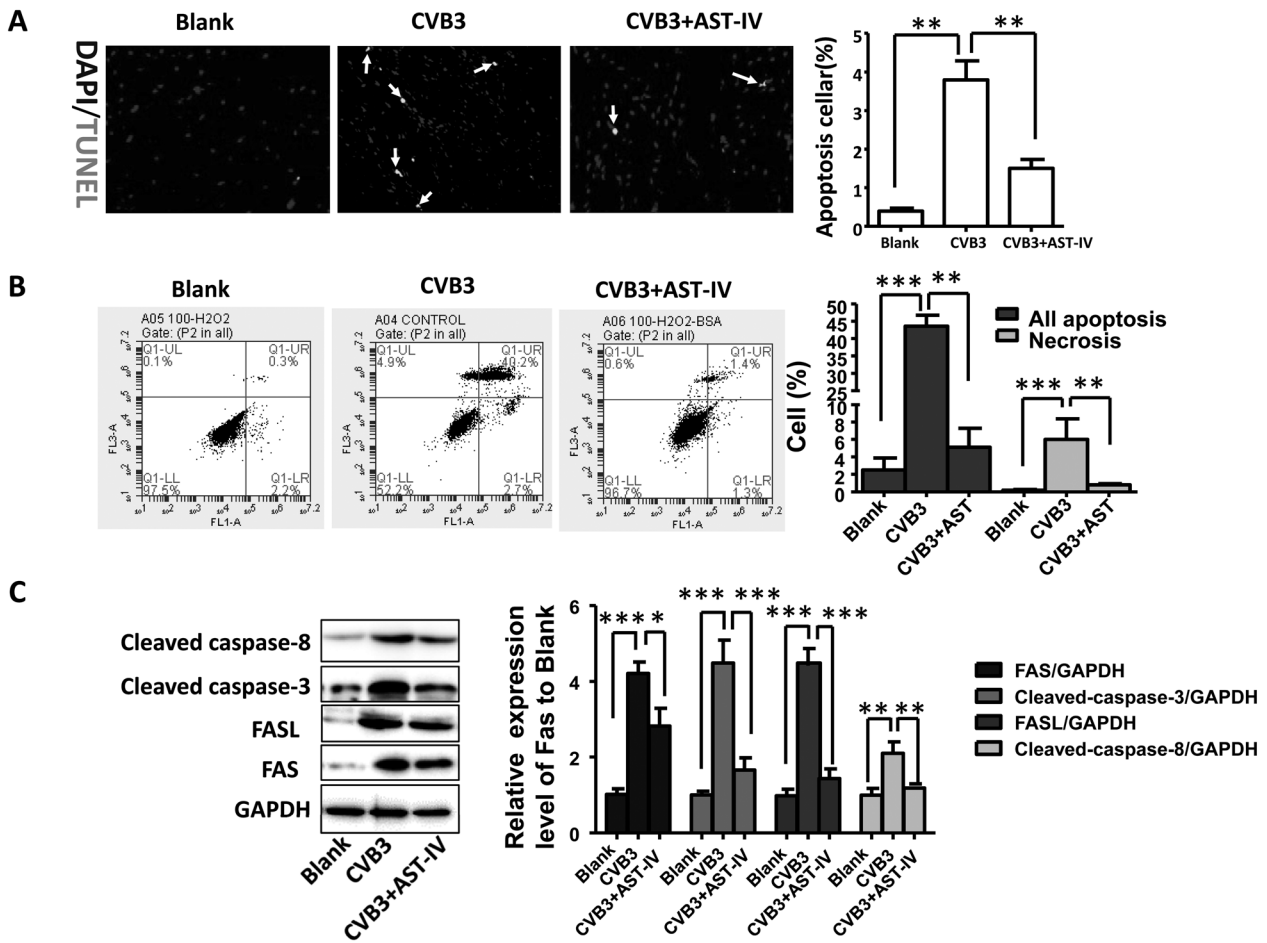 A
Blank
CVB3
CVB3+AST-IV
DAPI/TUNEL
Apoptosis cellar(%)
5
4
3
2
1
0
** **
Blank CVB3 CVB3+AST-IV
B
Blank
CVB3
CVB3+AST-IV
A05 100-H2O2
Gate: (P2 in all)
Q1-UL
0.1%
Q1-UR
0.3%
Q1-LL
97.5%
Q1-LR
2.2%
FL3-A
FL1-A
A04 CONTROL
Gate: (P2 in all)
Q1-UL
4.9%
Q1-UR
40.2%
Q1-LL
52.2%
Q1-LR
2.7%
FL3-A
FL1-A
A06 100-H2O2-BSA
Gate: (P2 in all)
Q1-UL
0.6%
Q1-UR
1.4%
Q1-LL
96.7%
Q1-LR
1.3%
FL3-A
FL1-A
Cell (%)
50
45
40
35
30
25
10
8
6
4
2
0
*** **
*** **
All apoptosis
Necrosis
Blank CVB3 CVB3+AST Blank CVB3 CVB3+AST
C
Cleaved caspase-8
Cleaved caspase-3
FASL
FAS
GAPDH
Blank CVB3 CVB3+AST-IV
Relative expression
level of Fas to Blank
6
4
2
0
*** * *** *** *** *** ** **
Blank CVB3 CVB3+AST-IV Blank CVB3 CVB3+AST-IV Blank CVB3 CVB3+AST-IV Blank CVB3 CVB3+AST-IV
FAS/GAPDH
Cleaved-caspase-3/GAPDH
FASL/GAPDH
Cleaved-caspase-8/GAPDH